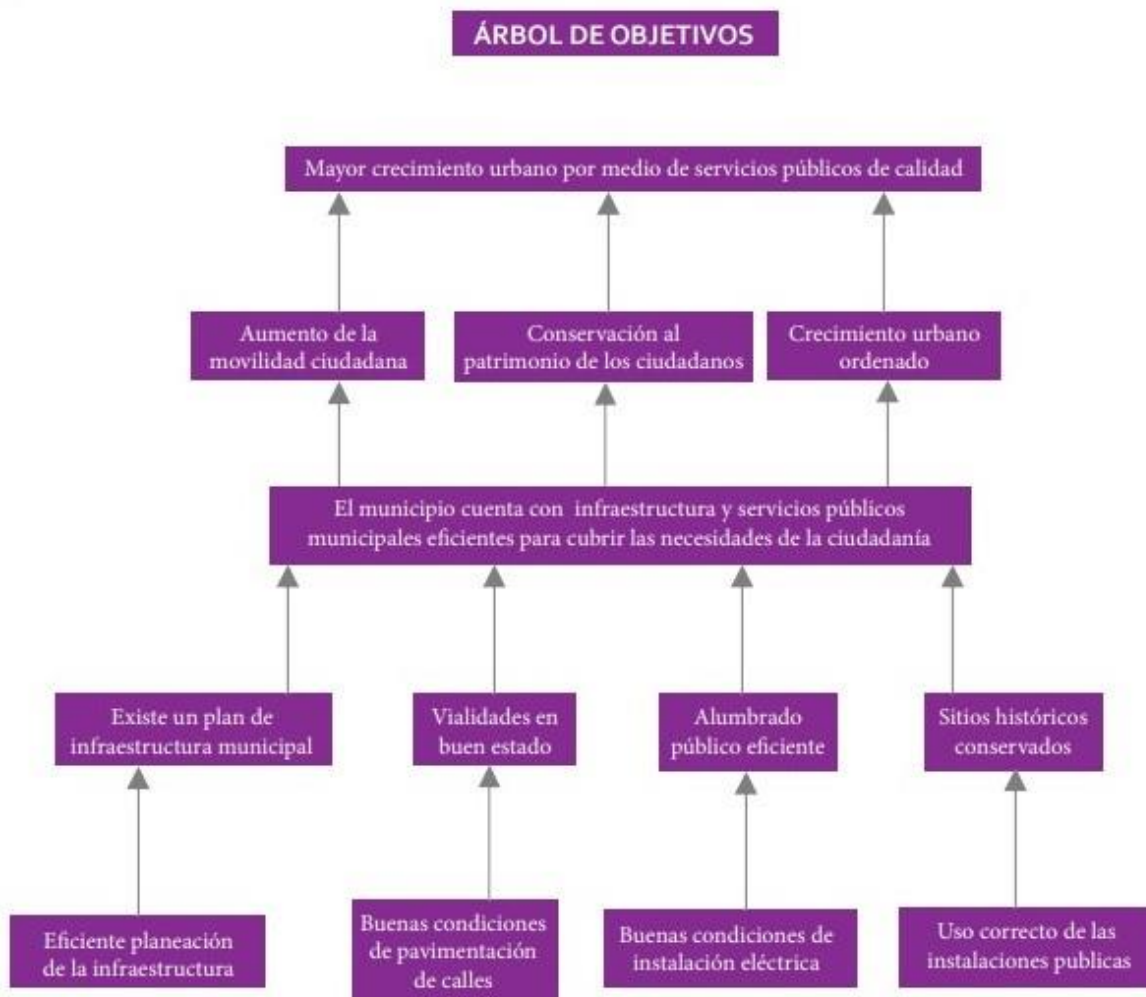 ÁRBOL DE OBJETIVOS
Mayor crecimiento urbano por medio de servicios públicos de calidad
Aumento de la
movilidad ciudadana
Conservación al
patrimonio de los ciudadanos
Crecimiento urbano
ordenado
El municipio cuenta con infraestructura y servicios públicos
municipales eficientes para cubrir las necesidades de la ciudadanía
Existe un plan de
infraestructura municipal
Vialidades en
buen estado
Alumbrado
público eficiente
Sitios históricos
conservados
Eficiente planeación
de la infraestructura
Buenas condiciones
de pavimentación
de calles
Buenas condiciones de
instalación eléctrica
Uso correcto de las
instalaciones publicas